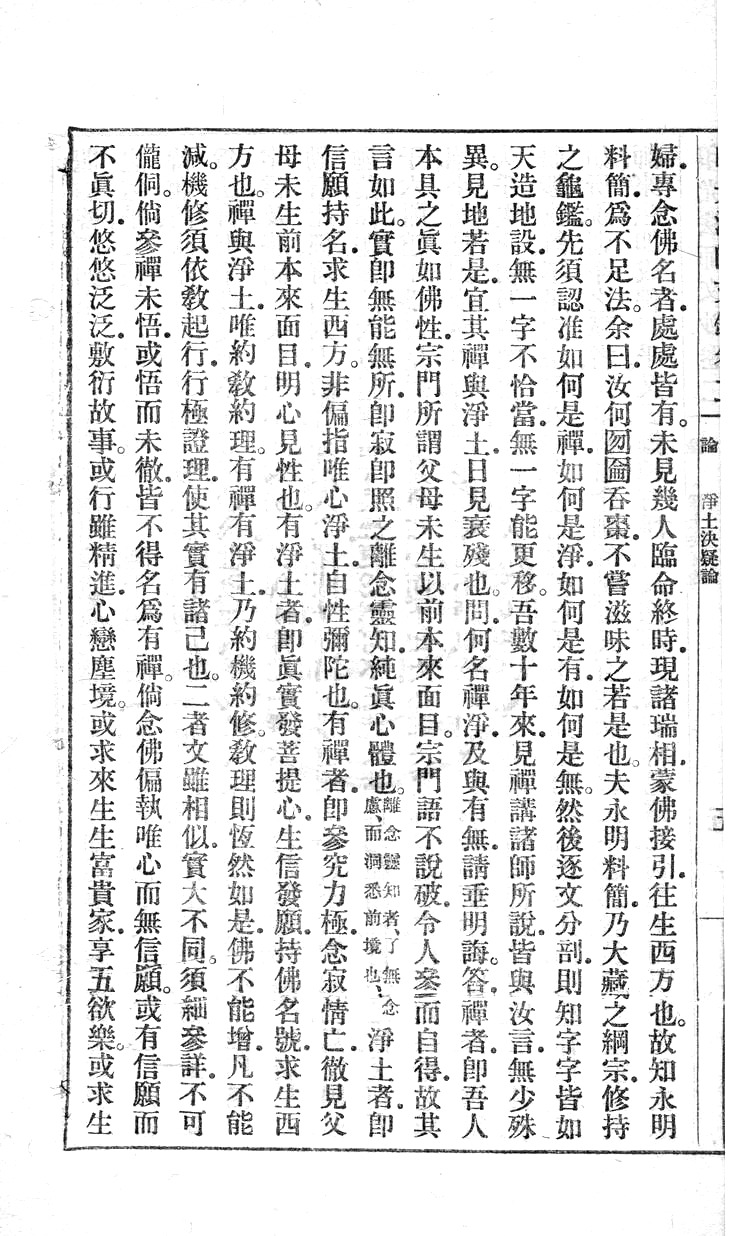 論　淨土決疑論
婦專念佛名者.處處皆有。未見幾人臨命終時.現諸瑞相.蒙佛接引.往生西方也。故知永明
料簡.爲不足法。余曰.汝何囫圇吞棗.不嘗滋味之若是也。夫永明料簡.乃大藏之綱宗.修持
之龜鑑。先須認准如何是禪.如何是淨.如何是有.如何是無。然後逐文分剖.則知字字皆如
天造地設.無一字不恰當.無一字能更移。吾數十年來.見禪講諸師所說.皆與汝言.無少殊
異。見地若是.宜其禪與淨土.日見衰殘也。問.何名禪淨.及與有無.請垂明誨。答.禪者.即吾人
本具之眞如佛性.宗門所謂父母未生以前本來面目。宗門語不說破.令人參而自得.故其
言如此。實即無能無所.即寂即照之離念靈知.純眞心體也。離念靈知者、了無念慮、而洞悉前境也、淨土者.即
信願持名.求生西方。非偏指唯心淨土.自性彌陀也。有禪者.即參究力極.念寂情亡.徹見父
母未生前本來面目.明心見性也。有淨土者.即眞實發菩提心.生信發願.持佛名號.求生西
方也。禪與淨土.唯約敎約理。有禪有淨土.乃約機約修。敎理則恆然如是.佛不能增.凡不能
減。機修須依敎起行.行極證理.使其實有諸己也。二者文雖相似.實大不同。須細參詳.不可
儱侗。倘參禪未悟.或悟而未徹.皆不得名爲有禪。倘念佛偏執唯心而無信願。或有信願而
不眞切.悠悠泛泛.敷衍故事。或行雖精進.心戀塵境。或求來生生富貴家.享五欲樂。或求生